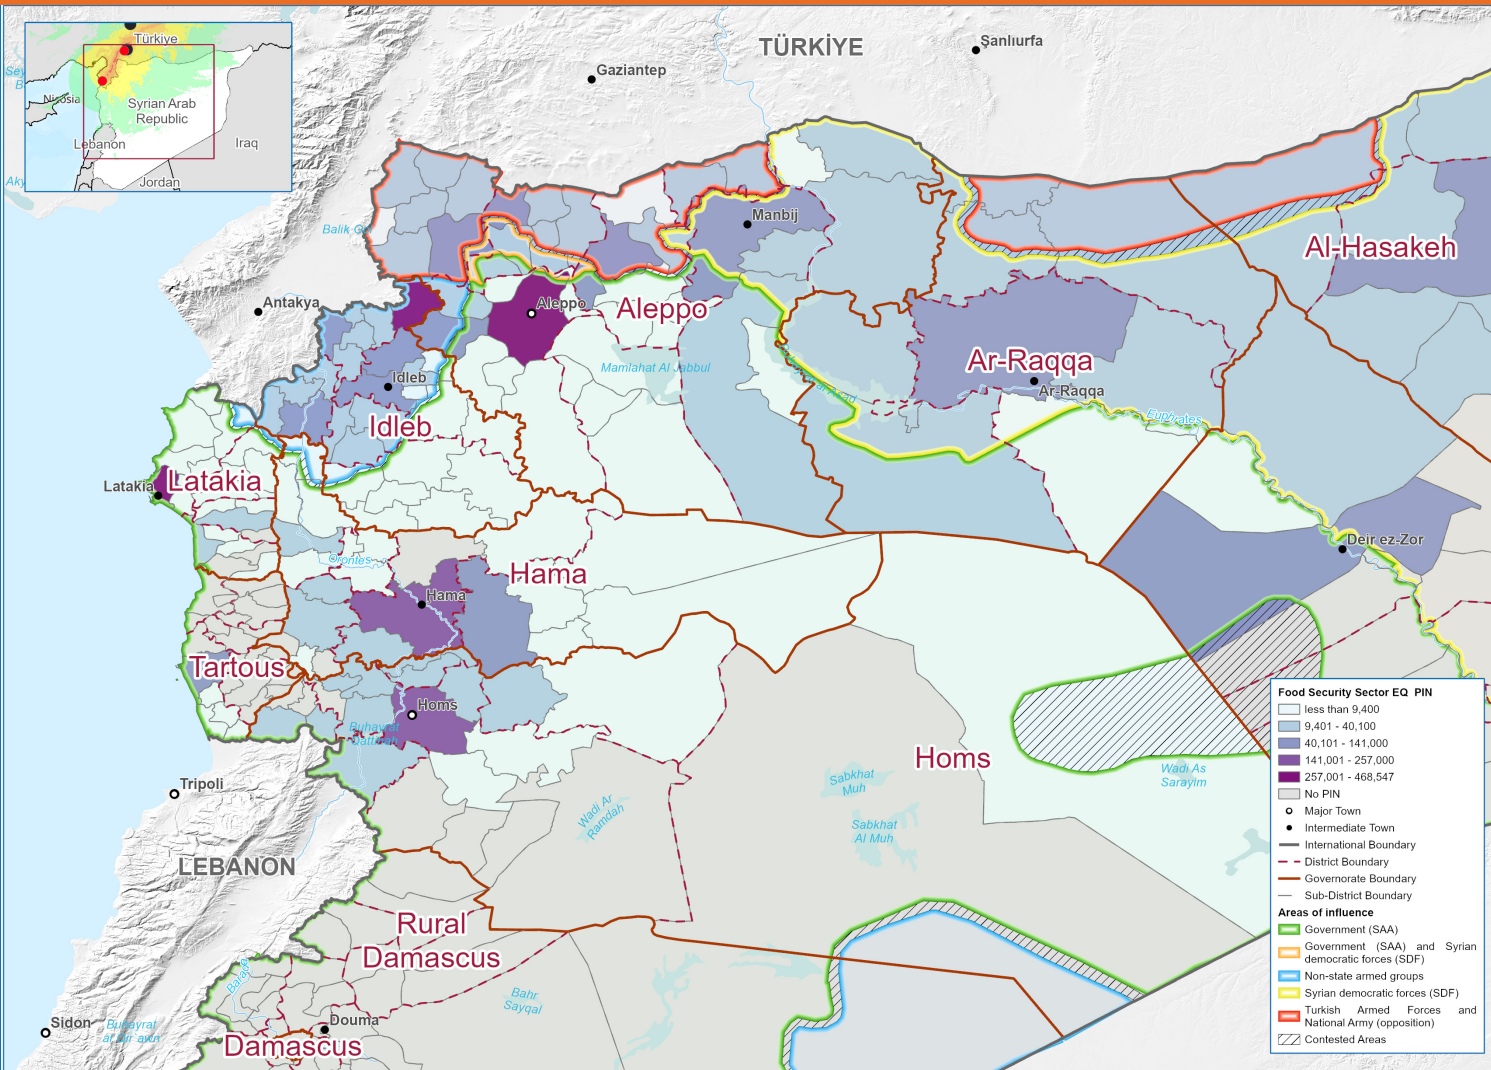 Türkiye
Nicosia
Syrian Arab
Republic
Lebanon
Iraq
Jordan
TÜRKİYE
Şanlıurfa
Gaziantep
Manbij
Al-Hasakeh
Antakya
Aleppo
Aleppo
Mamlahat Al Jabbul
Ar-Raqqa
Ar-Raqqa
Euphrates
Idleb
Idleb
Latakia
Latakia
Deir ez-Zor
Orontes
Hama
Hama
Tartous
Homs
Homs
Buhayrat
Qattinah
Tripoli
Wadi Ar
Ramdah
Sabkhat
Muh
Sabkhat
Al Muh
Wadi As
Sarayim
LEBANON
Rural
Damascus
Barada
Bahr
Sayqal
Sidon
Douma
Damascus
Food Security Sector EQ PIN
less than 9,400
9,401 - 40,100
40,101 - 141,000
141,001 - 257,000
257,001 - 468,547
No PIN
Major Town
Intermediate Town
International Boundary
District Boundary
Governorate Boundary
Sub-District Boundary
Areas of influence
Government (SAA)
Government (SAA) and Syrian
democratic forces (SDF)
Non-state armed groups
Syrian democratic forces (SDF)
Turkish Armed Forces and
National Army (opposition)
Contested Areas